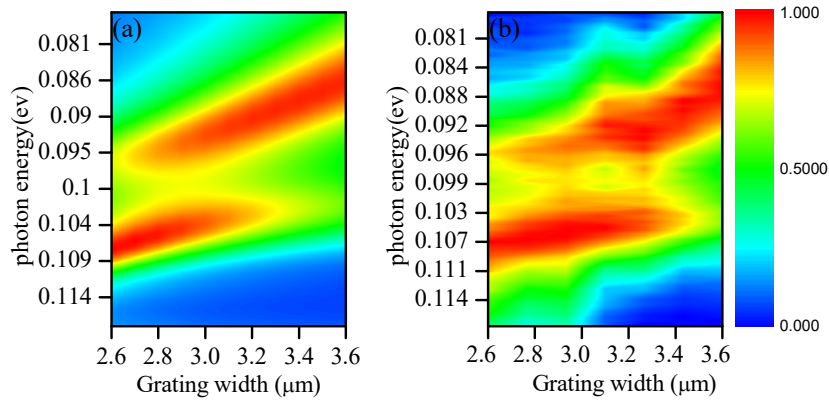 (a)
photon energy(ev)
0.081
0.086
0.09
0.095
0.1
0.104
0.109
0.114
2.6 2.8 3.0 3.2 3.4 3.6
Grating width (μm)
(b)
photon energy(ev)
0.081
0.084
0.088
0.092
0.096
0.099
0.103
0.107
0.111
0.114
2.6 2.8 3.0 3.2 3.4 3.6
Grating width (μm)
1.000
0.5000
0.000